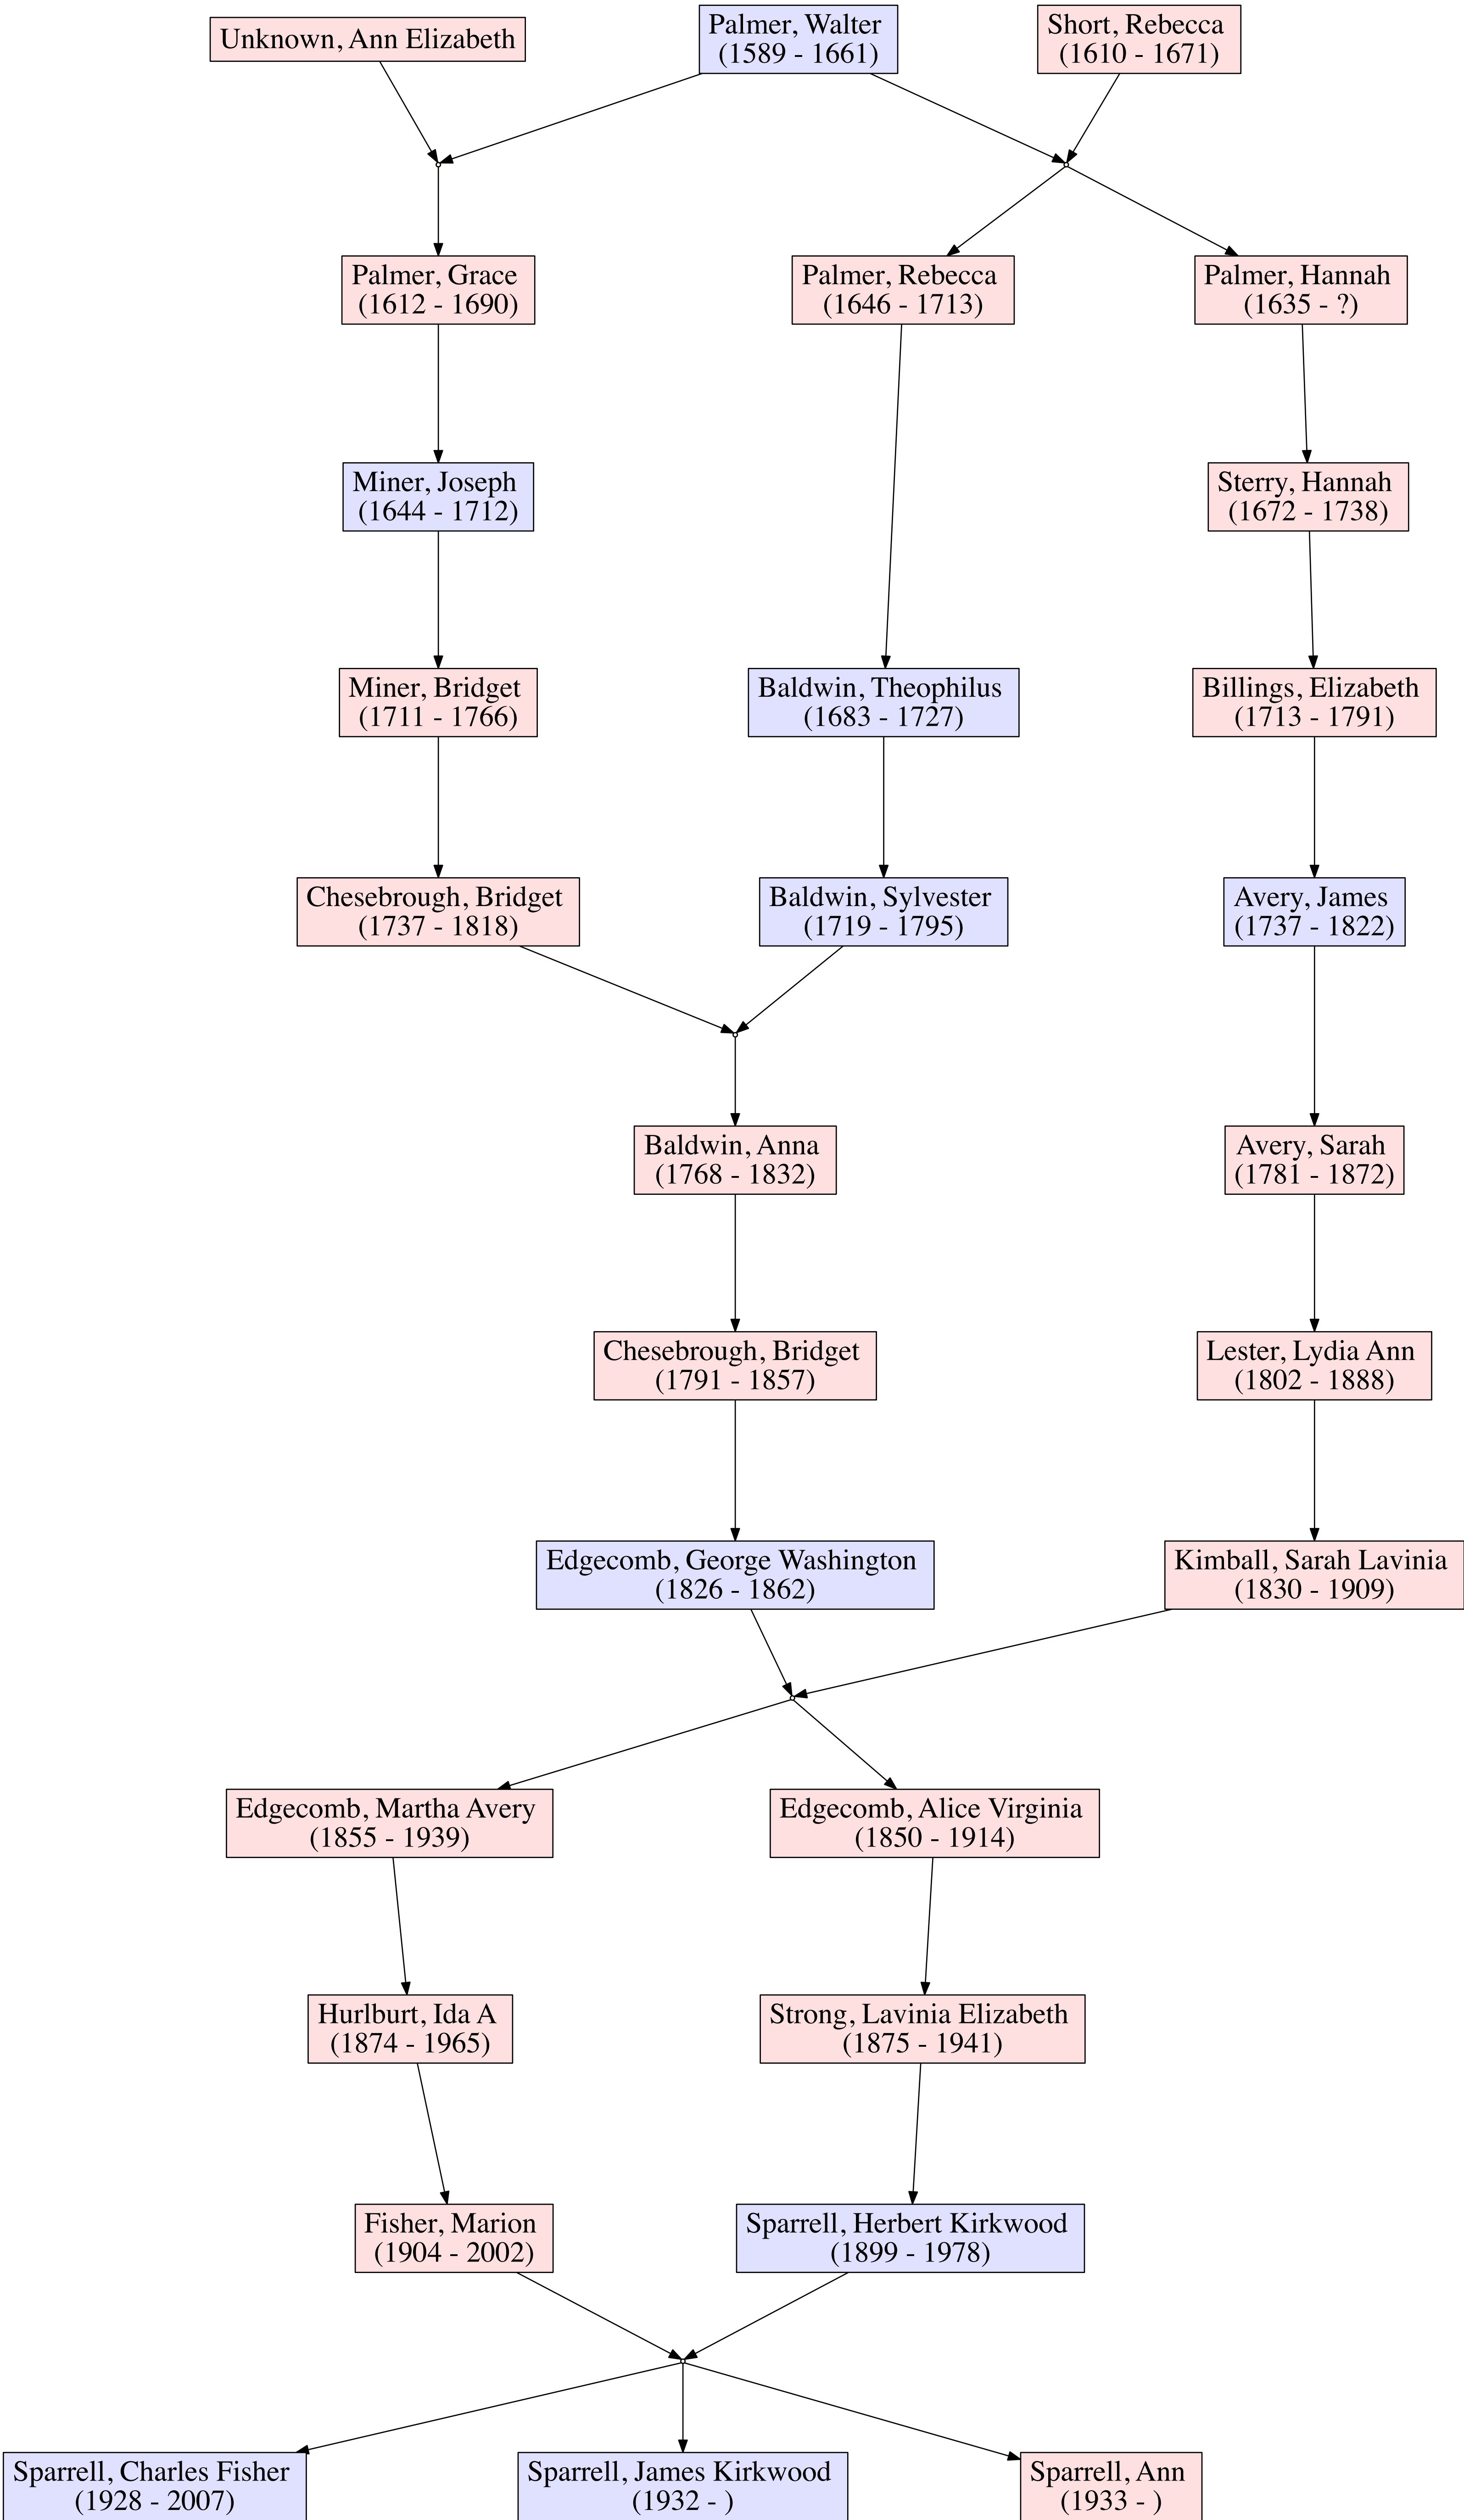 Unknown, Ann Elizabeth
Palmer, Walter
(1589 - 1661)
Short, Rebecca
(1610 - 1671)
Palmer, Grace
(1612 - 1690)
Palmer, Rebecca
(1646 - 1713)
Palmer, Hannah
(1635 - ?)
Miner, Joseph
(1644 - 1712)
Sterry, Hannah
(1672 - 1738)
Miner, Bridget
(1711 - 1766)
Baldwin, Theophilus
(1683 - 1727)
Billings, Elizabeth
(1713 - 1791)
Chesebrough, Bridget
(1737 - 1818)
Baldwin, Sylvester
(1719 - 1795)
Avery, James
(1737 - 1822)
Baldwin, Anna
(1768 - 1832)
Avery, Sarah
(1781 - 1872)
Chesebrough, Bridget
(1791 - 1857)
Lester, Lydia Ann
(1802 - 1888)
Edgecomb, George Washington
(1826 - 1862)
Kimball, Sarah Lavinia
(1830 - 1909)
Edgecomb, Martha Avery
(1855 - 1939)
Edgecomb, Alice Virginia
(1850 - 1914)
Hurlburt, Ida A
(1874 - 1965)
Strong, Lavinia Elizabeth
(1875 - 1941)
Fisher, Marion
(1904 - 2002)
Sparrell, Herbert Kirkwood
(1899 - 1978)
Sparrell, Charles Fisher
(1928 - 2007)
Sparrell, James Kirkwood
(1932 - )
Sparrell, Ann
(1933 - )